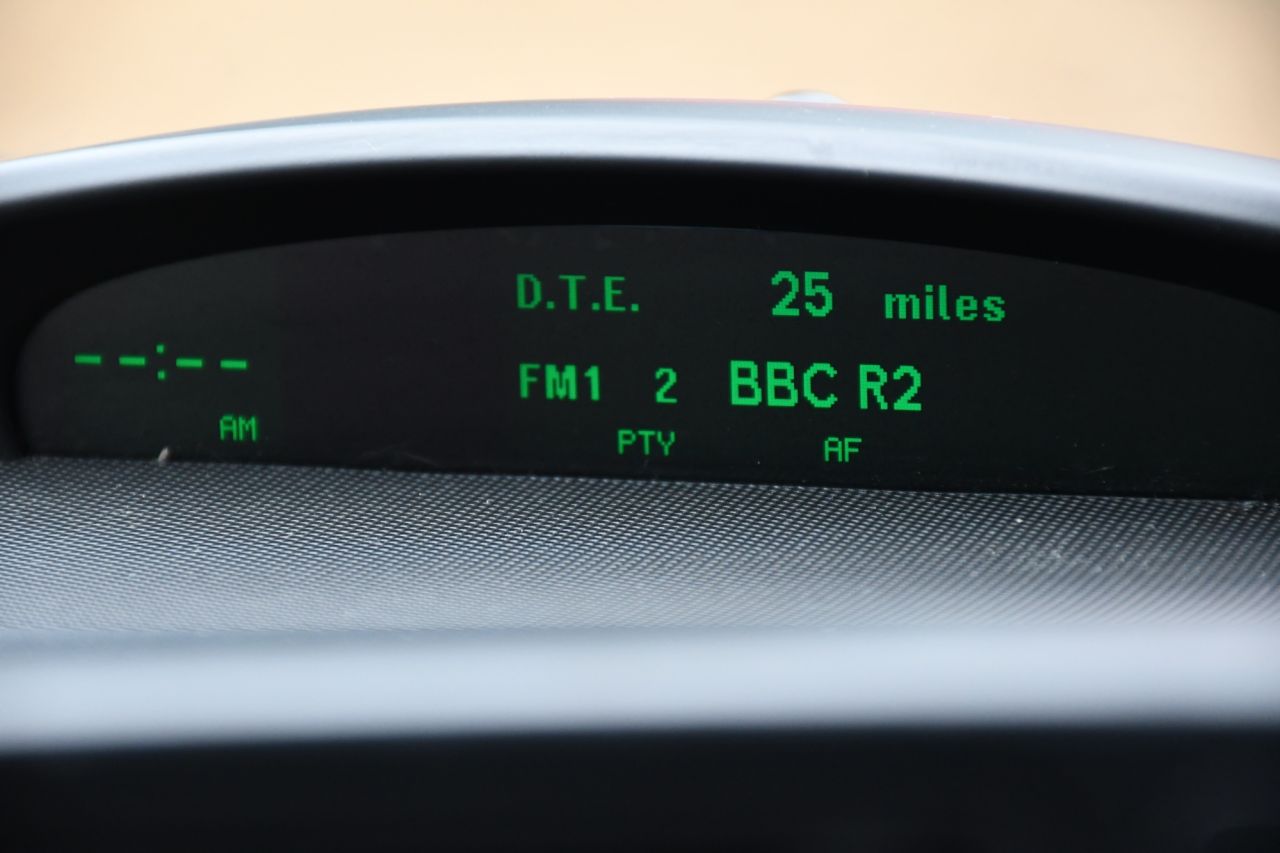 D.T.E. 25 miles
--:-- FM1 2 BBC R2
AM PTY AF